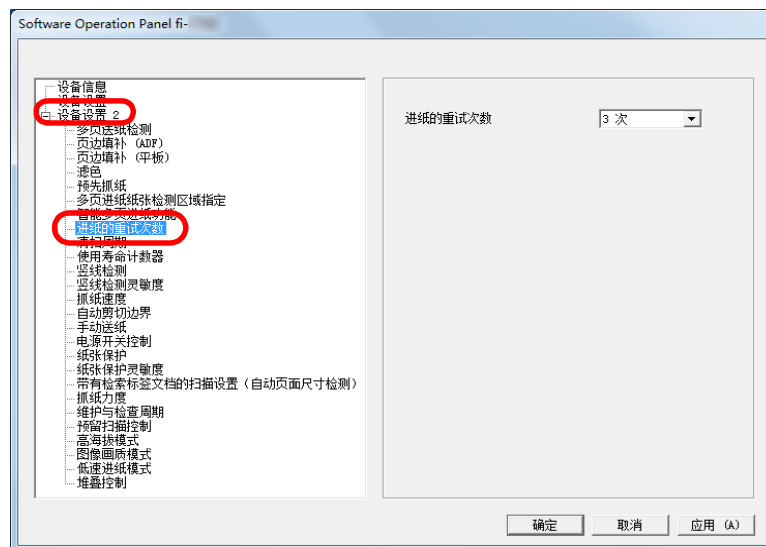 Software Operation Panel fi-
设备信息
设备设置
设备设置 2
多页送纸检测
页边填补 (ADF)
页边填补 (平板)
滤色
预先抓纸
多页进纸纸张检测区域指定
智能多页进纸功能
进纸的重试次数
清扫周期
使用寿命计数器
竖线检测
竖线检测灵敏度
抓纸速度
自动剪切边界
手动送纸
电源开关控制
纸张保护
纸张保护灵敏度
带有检索标签文档的扫描设置(自动页面尺寸检测)
抓纸力度
维护与检查周期
预留扫描控制
高海拔模式
图像画质模式
低速进纸模式
堆叠控制
进纸的重试次数 3 次
确定 取消 应用 (A)